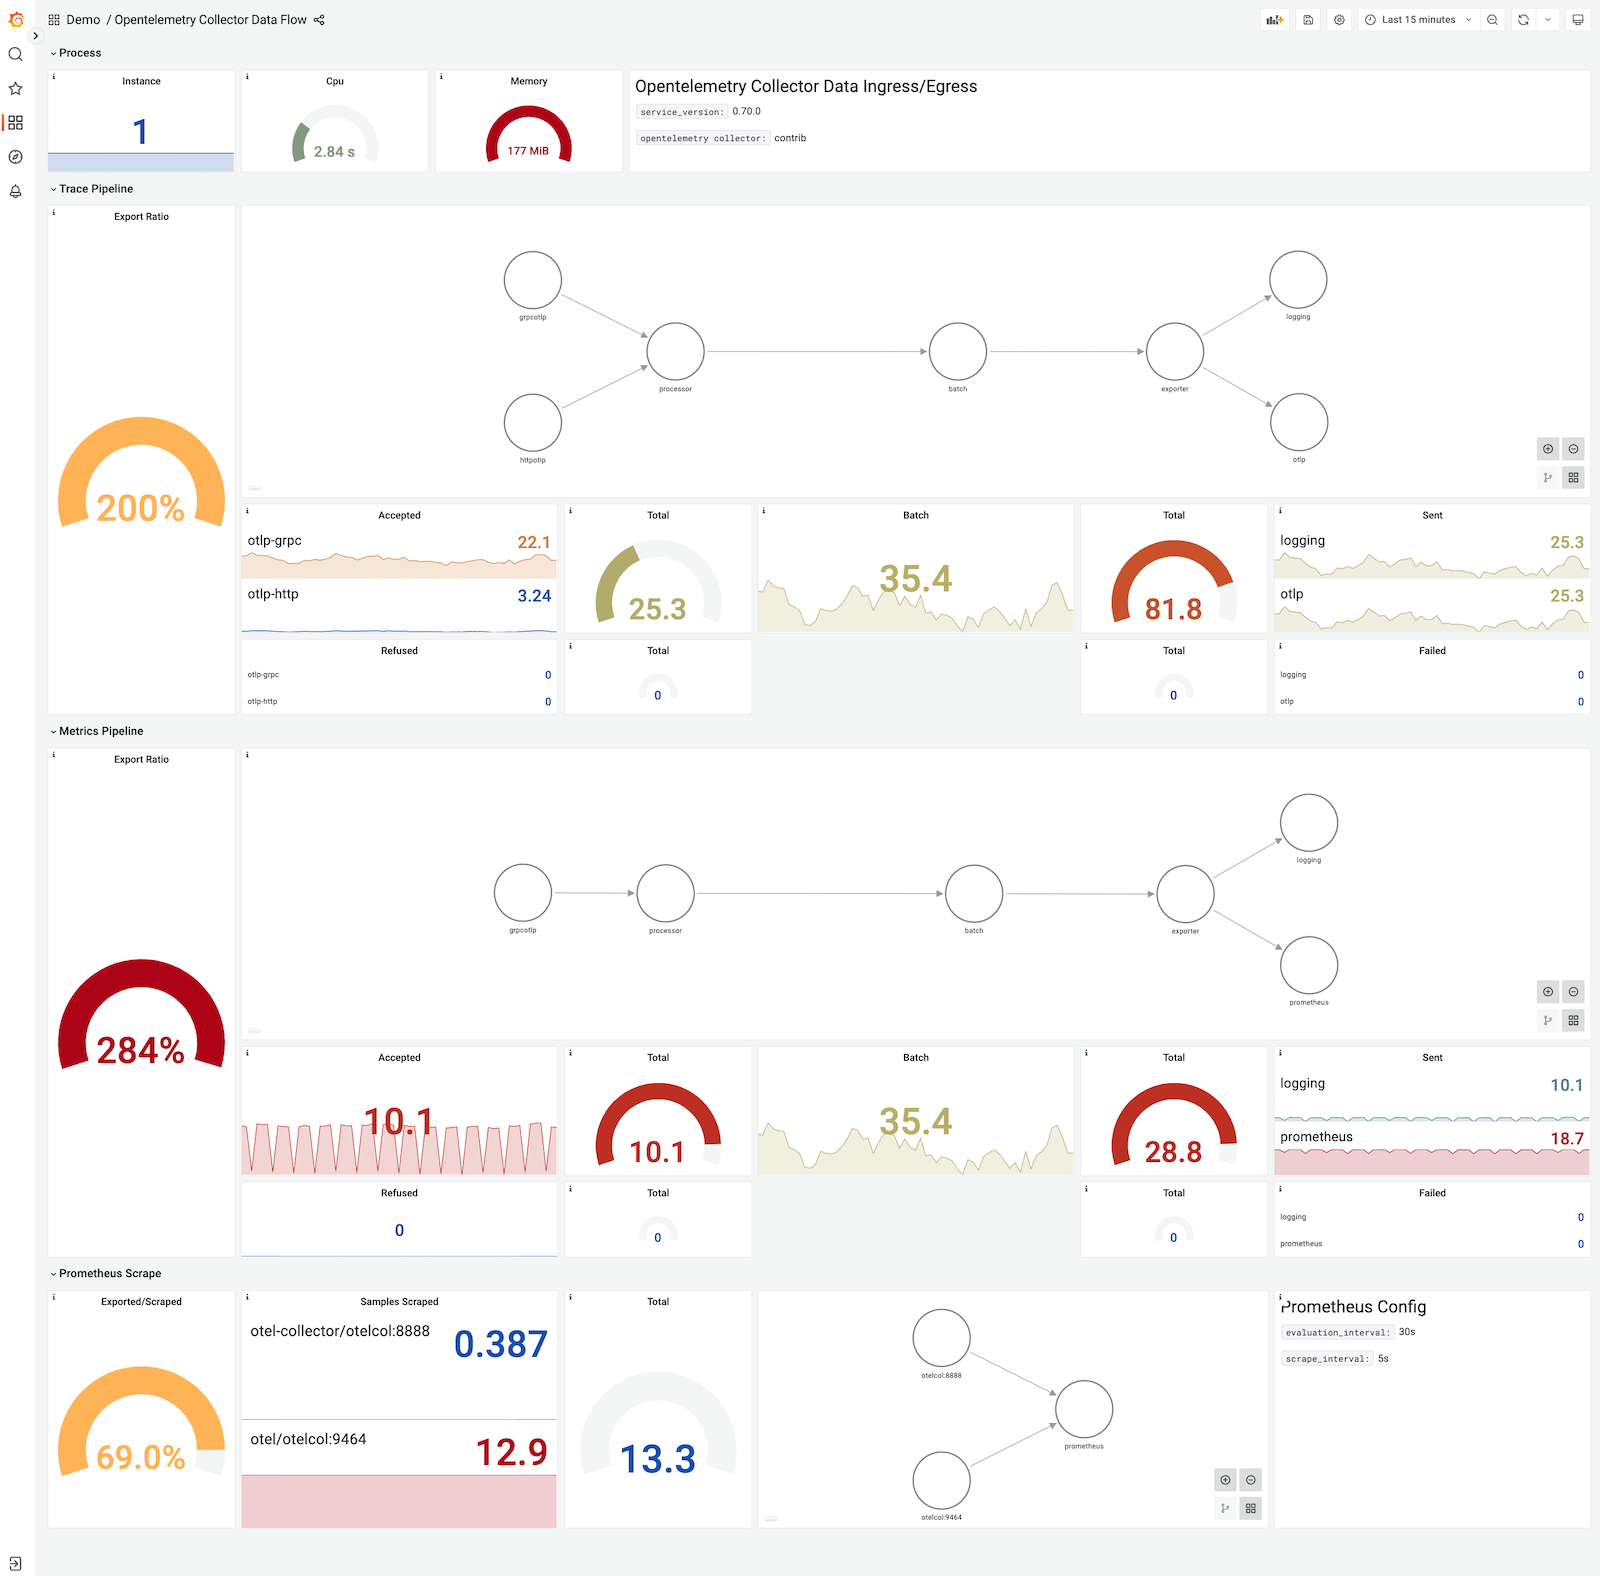 Demo / Opentelemetry Collector Data Flow
Last 15 minutes
Process
Instance
1
Cpu
2.84 s
Memory
177 MiB
Opentelemetry Collector Data Ingress/Egress
service_version: 0.70.0
opentelemetry collector: contrib
Trace Pipeline
Export Ratio
200%
grpcotlp
httpotlp
processor
batch
exporter
logging
otlp
Accepted
otlp-grpc 22.1
otlp-http 3.24
Total
25.3
Batch
35.4
Total
81.8
Sent
logging 25.3
otlp 25.3
Refused
otlp-grpc 0
otlp-http 0
Total
0
Total
0
Failed
logging 0
otlp 0
Metrics Pipeline
Export Ratio
284%
grpcotlp
processor
batch
exporter
logging
prometheus
Accepted
10.1
Total
10.1
Batch
35.4
Total
28.8
Sent
logging 10.1
prometheus 18.7
Refused
0
Total
0
Total
0
Failed
logging 0
prometheus 0
Prometheus Scrape
Exported/Scraped
69.0%
Samples Scraped
otel-collector/otelcol:8888 0.387
otel/otelcol:9464 12.9
Total
13.3
otelcol:8888
prometheus
otelcol:9464
Prometheus Config
evaluation_interval: 30s
scrape_interval: 5s